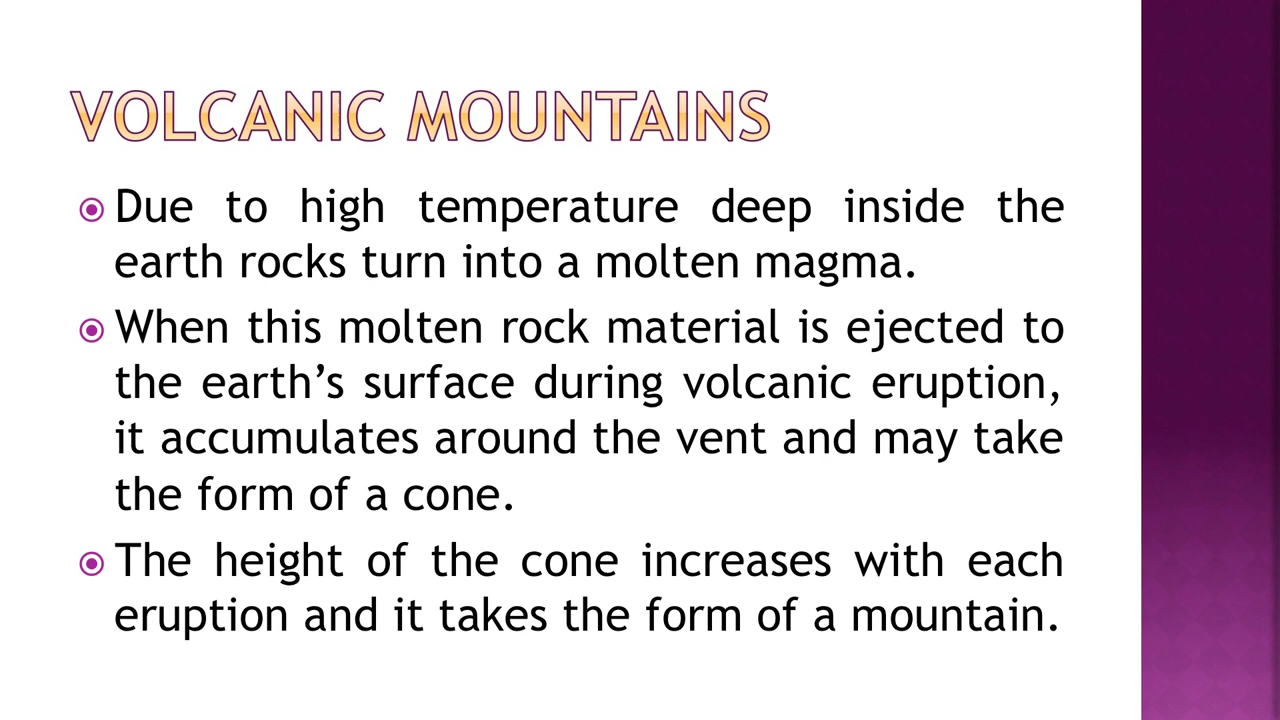 VOLCANIC MOUNTAINS
Due to high temperature deep inside the
earth rocks turn into a molten magma.
When this molten rock material is ejected to
the earth’s surface during volcanic eruption,
it accumulates around the vent and may take
the form of a cone.
The height of the cone increases with each
eruption and it takes the form of a mountain.